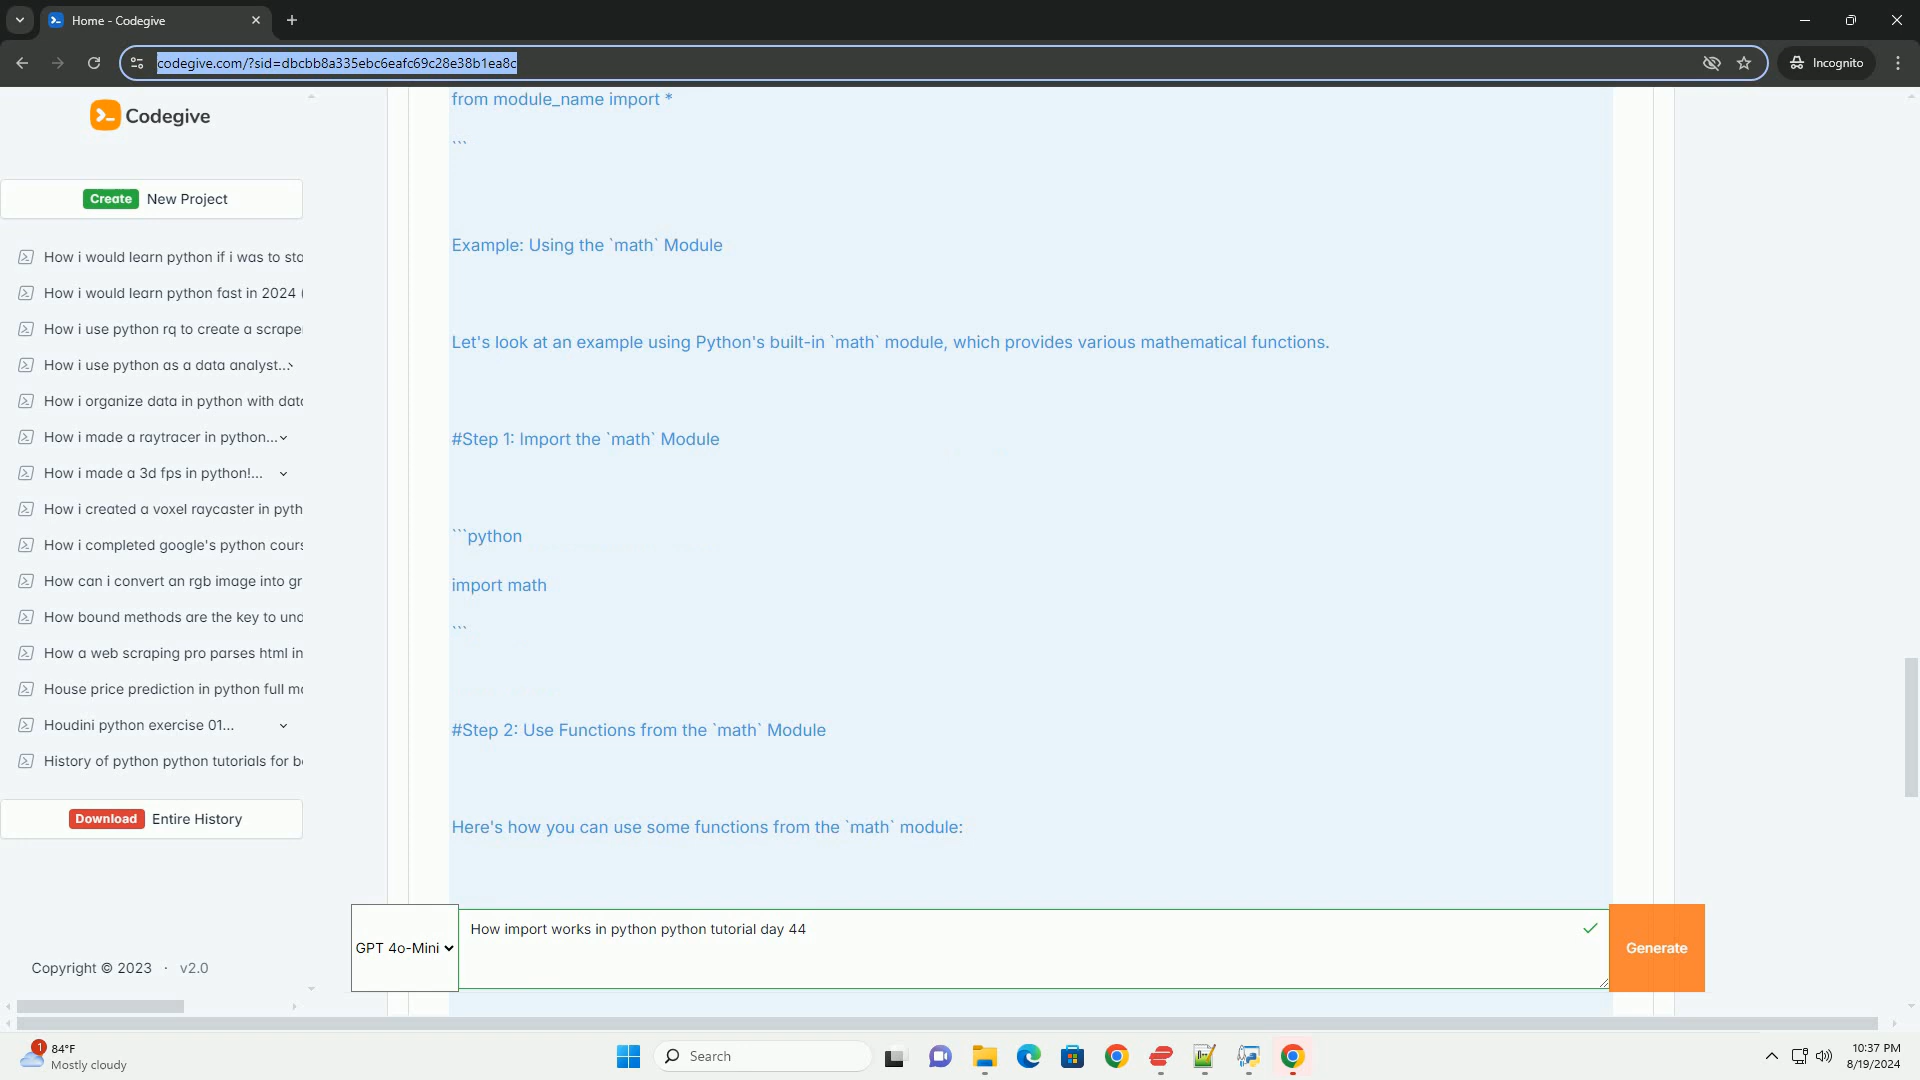 Home - Codegive
codegive.com/?sid=dbcbb8a335ebc6eafc69c28e38b1ea8c
Incognito
Codegive
Create New Project
How i would learn python if i was to sta
How i would learn python fast in 2024 (
How i use python rq to create a scrape
How i use python as a data analyst...
How i organize data in python with data
How i made a raytracer in python...
How i made a 3d fps in python!...
How i created a voxel raycaster in pyth
How i completed google's python cours
How can i convert an rgb image into gr
How bound methods are the key to und
How a web scraping pro parses html in
House price prediction in python full ma
Houdini python exercise 01...
History of python python tutorials for be
Download Entire History
Copyright © 2023 · v2.0
from module_name import *
```
Example: Using the `math` Module
Let's look at an example using Python's built-in `math` module, which provides various mathematical functions.
#Step 1: Import the `math` Module
```python
import math
```
#Step 2: Use Functions from the `math` Module
Here's how you can use some functions from the `math` module:
GPT 4o-Mini
How import works in python python tutorial day 44
Generate
1
84°F
Mostly cloudy
Search
10:37 PM
8/19/2024